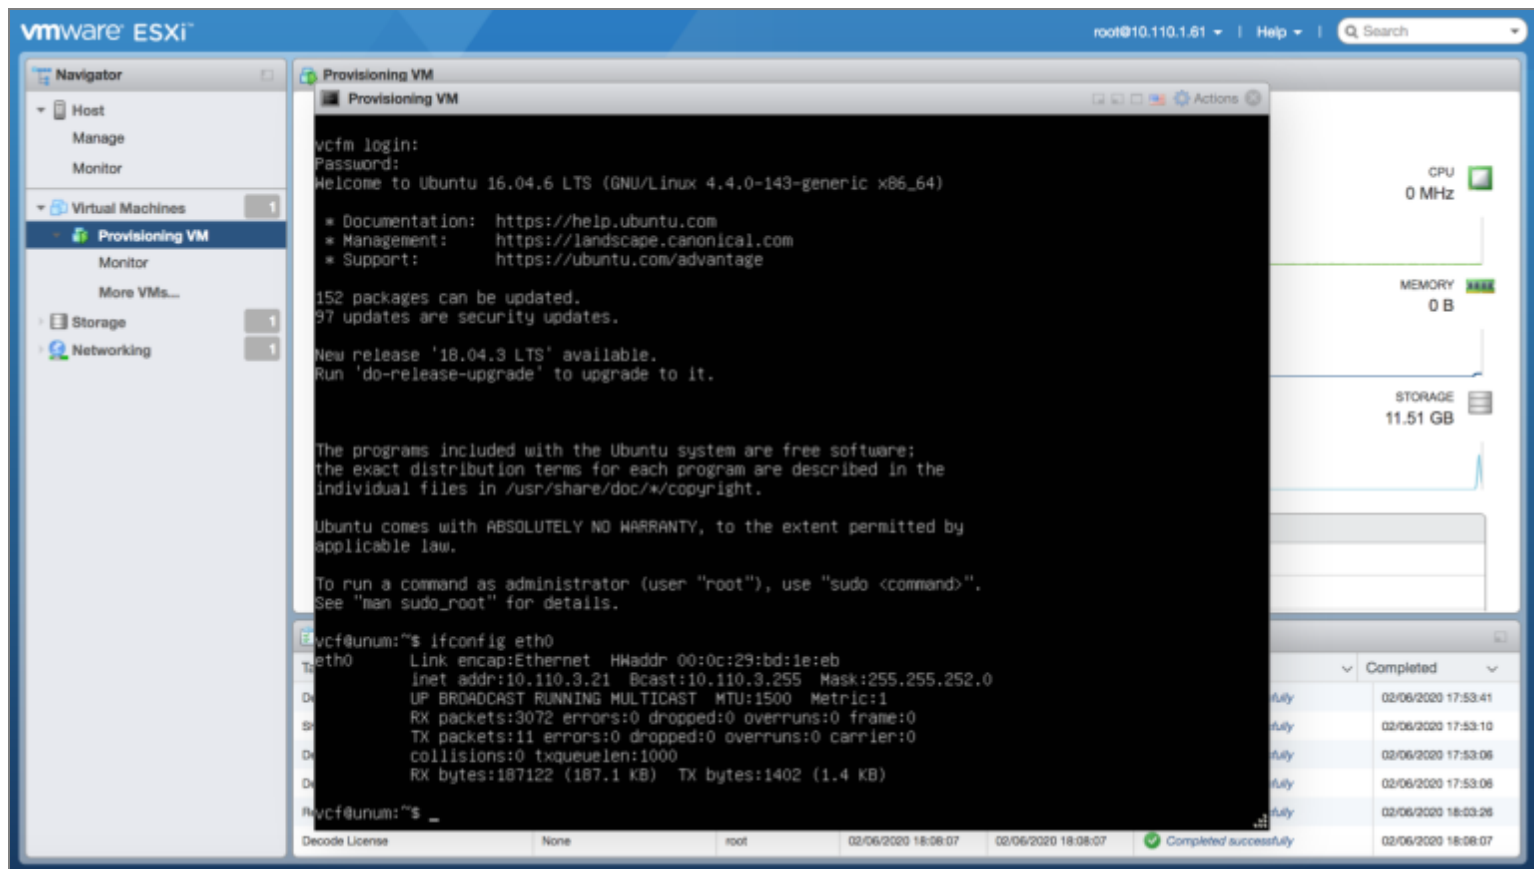 vmware ESXi™
root@10.110.1.61 | Help | Search
Navigator
Host
Manage
Monitor
Virtual Machines 1
Provisioning VM
Monitor
More VMs...
Storage 1
Networking 1
Provisioning VM
Provisioning VM Actions
vcfm login:
Password:
Welcome to Ubuntu 16.04.6 LTS (GNU/Linux 4.4.0-143-generic x86_64)
* Documentation: https://help.ubuntu.com
* Management: https://landscape.canonical.com
* Support: https://ubuntu.com/advantage
152 packages can be updated.
97 updates are security updates.
New release '18.04.3 LTS' available.
Run 'do-release-upgrade' to upgrade to it.
The programs included with the Ubuntu system are free software;
the exact distribution terms for each program are described in the
individual files in /usr/share/doc/*/copyright.
Ubuntu comes with ABSOLUTELY NO WARRANTY, to the extent permitted by
applicable law.
To run a command as administrator (user "root"), use "sudo <command>".
See "man sudo_root" for details.
vcf@unum:~$ ifconfig eth0
eth0 Link encap:Ethernet HWaddr 00:0c:29:bd:1e:eb
inet addr:10.110.3.21 Bcast:10.110.3.255 Mask:255.255.252.0
UP BROADCAST RUNNING MULTICAST MTU:1500 Metric:1
RX packets:3072 errors:0 dropped:0 overruns:0 frame:0
TX packets:11 errors:0 dropped:0 overruns:0 carrier:0
collisions:0 txqueuelen:1000
RX bytes:187122 (187.1 KB) TX bytes:1402 (1.4 KB)
vcf@unum:~$ _
CPU
0 MHz
MEMORY
0 B
STORAGE
11.51 GB
Completed
02/06/2020 17:53:41
02/06/2020 17:53:10
02/06/2020 17:53:06
02/06/2020 17:53:06
02/06/2020 18:03:26
Decode License None root 02/06/2020 18:08:07 02/06/2020 18:08:07 Completed successfully 02/06/2020 18:08:07